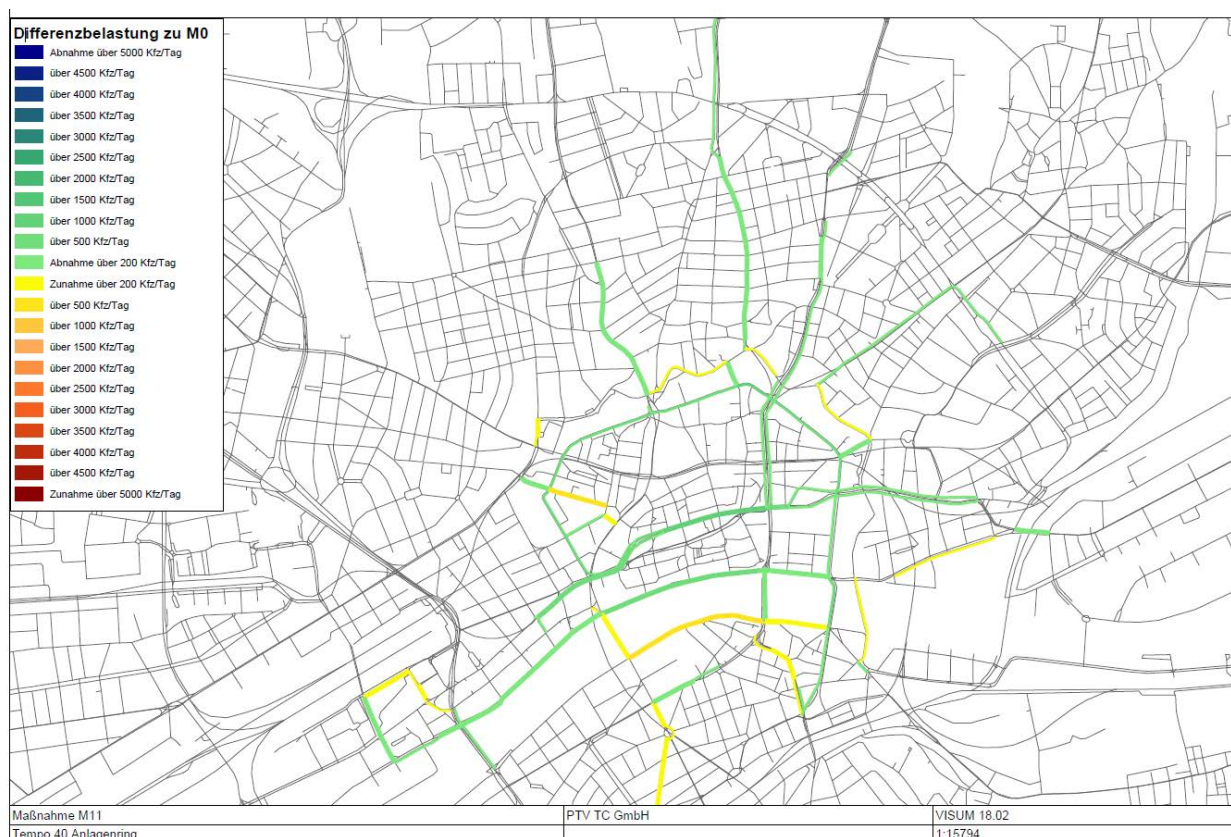 Differenzbelastung zu M0
Abnahme über 5000 Kfz/Tag
über 4500 Kfz/Tag
über 4000 Kfz/Tag
über 3500 Kfz/Tag
über 3000 Kfz/Tag
über 2500 Kfz/Tag
über 2000 Kfz/Tag
über 1500 Kfz/Tag
über 1000 Kfz/Tag
über 500 Kfz/Tag
Abnahme über 200 Kfz/Tag
Zunahme über 200 Kfz/Tag
über 500 Kfz/Tag
über 1000 Kfz/Tag
über 1500 Kfz/Tag
über 2000 Kfz/Tag
über 2500 Kfz/Tag
über 3000 Kfz/Tag
über 3500 Kfz/Tag
über 4000 Kfz/Tag
über 4500 Kfz/Tag
Zunahme über 5000 Kfz/Tag
Maßnahme M11 PTV TC GmbH VISUM 18.02
Tempo 40 Anlagenring 1:15794